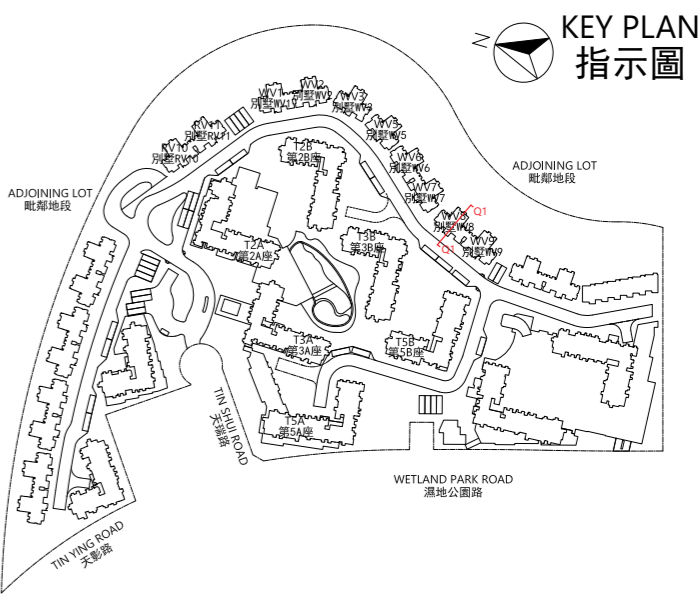 KEY PLAN
指示圖
N
WV1
別墅WV1
WV2
別墅WV2
WV3
別墅WV3
RV11
別墅RV11
RV10
別墅RV10
WV5
別墅WV5
WV6
別墅WV6
WV7
別墅WV7
WV8
別墅WV8
WV9
別墅WV9
Q1
Q1
T2B
第2B座
ADJOINING LOT
毗鄰地段
ADJOINING LOT
毗鄰地段
T2A
第2A座
T3B
第3B座
T3A
第3A座
T5B
第5B座
T5A
第5A座
TIN SHUI ROAD
天瑞路
WETLAND PARK ROAD
濕地公園路
TIN YING ROAD
天影路